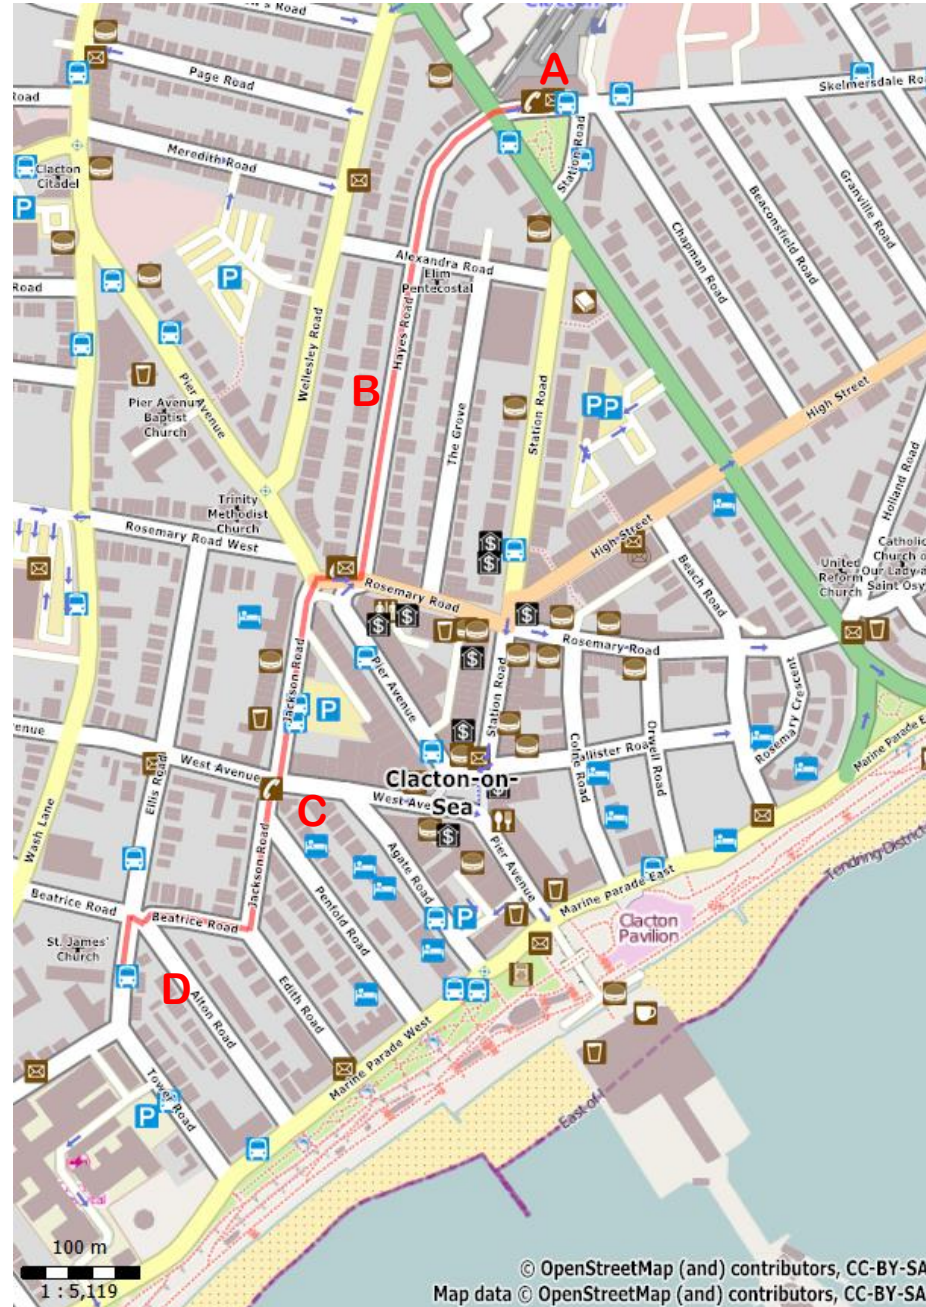 A
Page Road
Skelmersdale Ro
Road
Meredith Road
Station Road
Clacton
Citadel
P
Granville Road
Beaconsfield Road
Chapman Road
Alexandra Road
Elim
Pentecostal
P
Road
Wellesley Road
Hayes Road
Pier Avenue
B
High Street
Pier Avenu
Baptist
Church
PP
Station Road
The Grove
Trinity
Methodist
Church
Holland Road
Rosemary Road West
High Street
Catholic
Church o
Our Lady a
Saint Osy
United
Reform
Church
Beach Road
Rosemary Road
Rosemary Road
Jackson Road
Pier Avenue
P
Station Road
Rosemary Crescent
Orwell Road
Colne Road
enue
West Avenue
Ellis Road
allister Roa
Marine Parade E
Clacton-on-
Sea
West Ave
C
Wash Lane
Pier Avenue
Agate Road
Penfold Road
Jackson Road
Marine Parade East
Tendring District
Beatrice Road
Beatrice Road
P
Clacton
Pavilion
St. James'
Church
D
Alton Road
Edith Road
Marine Parade West
Tower Road
P
East of
100 m
1 : 5,119
© OpenStreetMap (and) contributors, CC-BY-SA
Map data © OpenStreetMap (and) contributors, CC-BY-SA